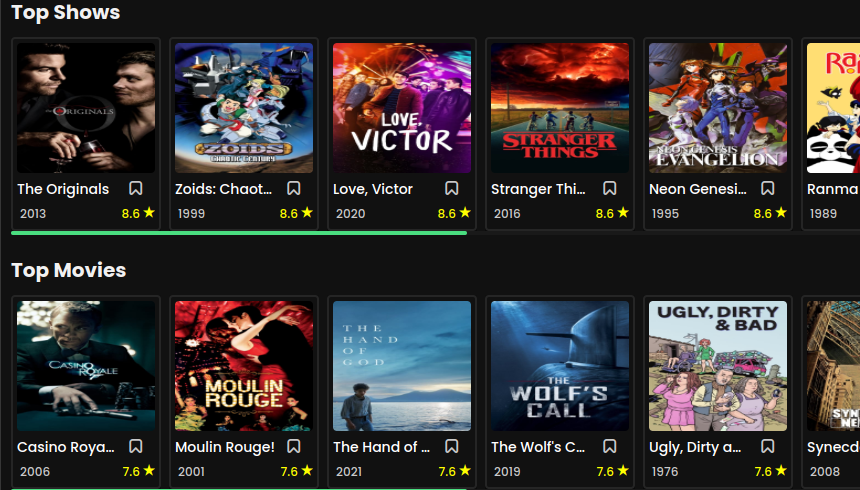 Top Shows
THE ORIGINALS
ZOIDS
CHAOTIC CENTURY
LOVE,
VICTOR
STRANGER
THINGS
NEON GENESIS
EVANGELION
Ra
The Originals
Zoids: Chaot...
Love, Victor
Stranger Thi...
Neon Genesi...
Ranma
2013
8.6
1999
8.6
2020
8.6
2016
8.6
1995
8.6
1989
Top Movies
CASINO ROYALE
MOULIN
ROUGE
THE
HAND
OF
GOD
THE
WOLF'S
CALL
UGLY, DIRTY
& BAD
SYN
NE
Casino Roya...
Moulin Rouge!
The Hand of ...
The Wolf's C...
Ugly, Dirty a...
Synecd
2006
7.6
2001
7.6
2021
7.6
2019
7.6
1976
7.6
2008